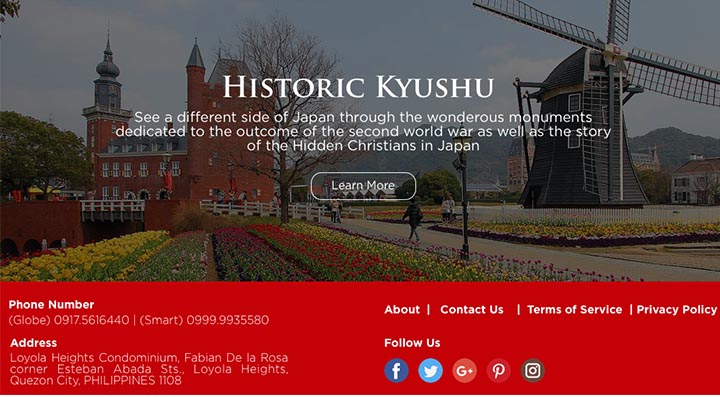 HISTORIC KYUSHU
See a different side of Japan through the wonderous monuments
dedicated to the outcome of the second world war as well as the story
of the Hidden Christians in Japan
Learn More
Phone Number
(Globe) 0917.5616440 | (Smart) 0999.9935580
Address
Loyola Heights Condominium, Fabian De la Rosa
corner Esteban Abada Sts., Loyola Heights,
Quezon City, PHILIPPINES 1108
About | Contact Us | Terms of Service | Privacy Policy
Follow Us